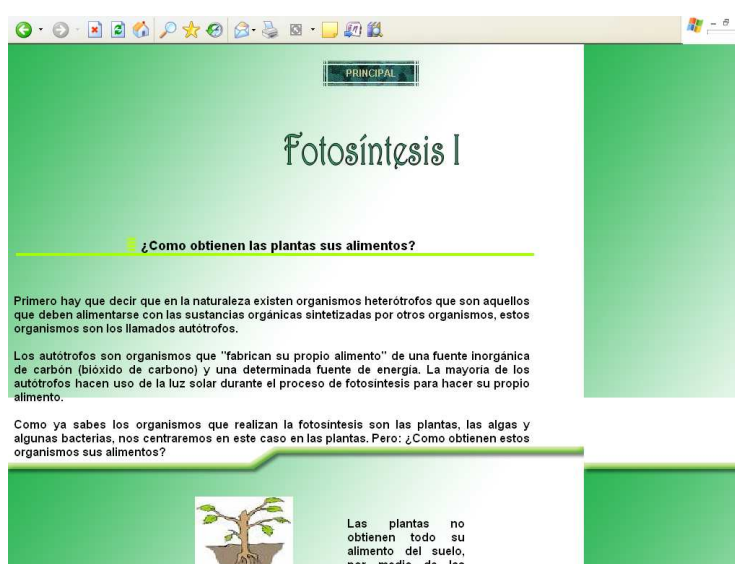 PRINCIPAL
Fotosíntesis I
¿Como obtienen las plantas sus alimentos?
Primero hay que decir que en la naturaleza existen organismos heterótrofos que son aquellos
que deben alimentarse con las sustancias orgánicas sintetizadas por otros organismos, estos
organismos son los llamados autótrofos.
Los autótrofos son organismos que "fabrican su propio alimento" de una fuente inorgánica
de carbón (bióxido de carbono) y una determinada fuente de energía. La mayoría de los
autótrofos hacen uso de la luz solar durante el proceso de fotosíntesis para hacer su propio
alimento.
Como ya sabes los organismos que realizan la fotosíntesis son las plantas, las algas y
algunas bacterias, nos centraremos en este caso en las plantas. Pero: ¿Como obtienen estos
organismos sus alimentos?
Las plantas no
obtienen todo su
alimento del suelo,
por medio de las